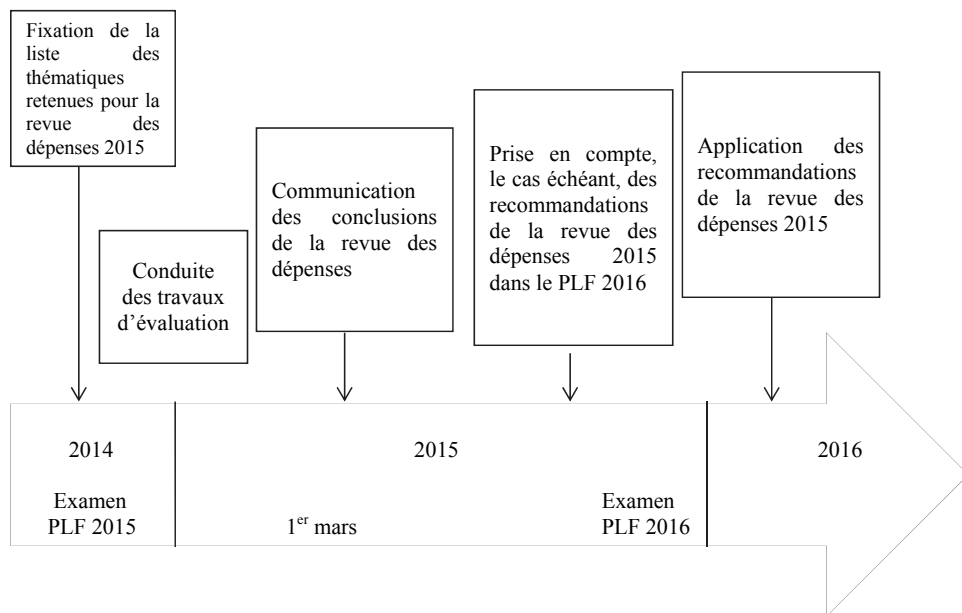 Fixation de la
liste des
thématiques
retenues pour la
revue des
dépenses 2015
Conduite
des travaux
d’évaluation
Communication
des conclusions
de la revue des
dépenses
Prise en compte,
le cas échéant, des
recommandations
de la revue des
dépenses 2015
dans le PLF 2016
Application des
recommandations
de la revue des
dépenses 2015
2014
Examen
PLF 2015
2015
1er mars
Examen
PLF 2016
2016